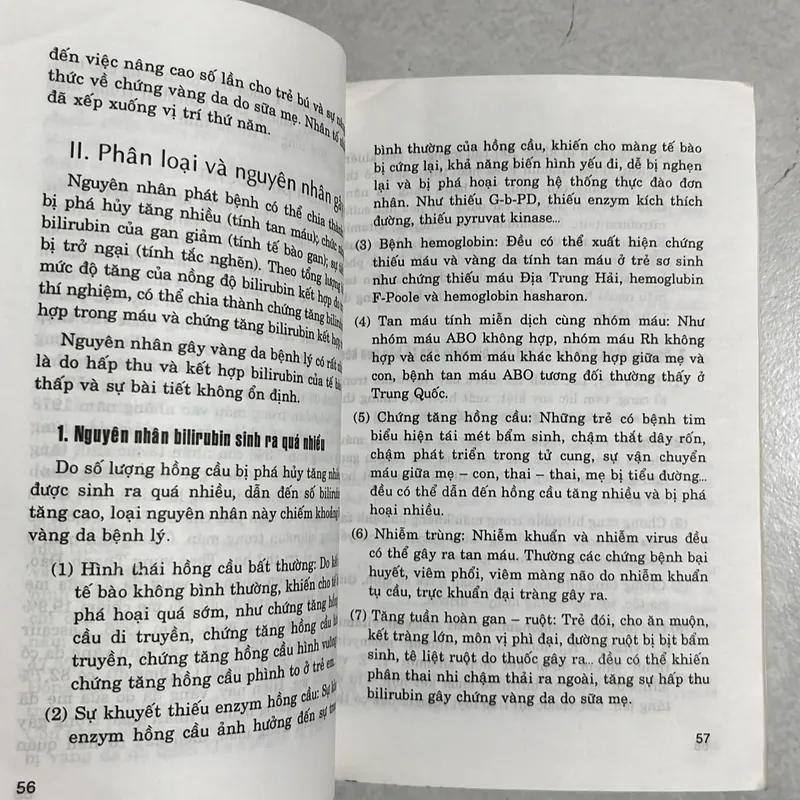 đến việc nâng cao số lần cho trẻ bú và sự
thức về chứng vàng da do sữa mẹ. Nhân tố
đã xếp xuống vị trí thứ năm.
II. Phân loại và nguyên nhân
Nguyên nhân phát bệnh có thể chia thành
bị phá hủy tăng nhiều (tính tan máu); chức
bilirubin của gan giảm (tính tế bào gan); sự
bị trở ngại (tính tắc nghẽn). Theo tổng lượng
mức độ tăng của nồng độ bilirubin kết hợp
thí nghiệm, có thể chia thành chứng tăng
hợp trong máu và chứng tăng bilirubin kết hợp
Nguyên nhân gây vàng da bệnh lý có rất
là do hấp thu và kết hợp bilirubin của tế
thấp và sự bài tiết không ổn định.
1. Nguyên nhân bilirubin sinh ra quá nhiều
Do số lượng hồng cầu bị phá hủy tăng
được sinh ra quá nhiều, dẫn đến số
tăng cao, loại nguyên nhân này chiếm khoảng
vàng da bệnh lý.
(1) Hình thái hồng cầu bất thường: Do
tế bào không bình thường, khiến cho
phá hoại quá sớm, như chứng tăng hồng
cầu di truyền, chứng tăng hồng cầu
truyền, chứng tăng hồng cầu hình vuông
chứng tăng hồng cầu phình to ở trẻ em.
(2) Sự khuyết thiếu enzym hồng cầu: Sự
enzym hồng cầu ảnh hưởng đến sự
56
bình thường của hồng cầu, khiến cho màng tế bào
bị cứng lại, khả năng biến hình yếu đi, dễ bị nghẹn
lại và bị phá hoại trong hệ thống thực đào đơn
nhân. Như thiếu G-b-PD, thiếu enzym kích thích
đường, thiếu pyruvat kinase...
(3) Bệnh hemoglobin: Đều có thể xuất hiện chứng
thiếu máu và vàng da tính tan máu ở trẻ sơ sinh
như chứng thiếu máu Địa Trung Hải, hemoglubin
F-Poole và hemoglobin hasharon.
(4) Tan máu tính miễn dịch cùng nhóm máu: Như
nhóm máu ABO không hợp, nhóm máu Rh không
hợp và các nhóm máu khác không hợp giữa mẹ và
con, bệnh tan máu ABO tương đối thường thấy ở
Trung Quốc.
(5) Chứng tăng hồng cầu: Những trẻ có bệnh tim
biểu hiện tái mét bẩm sinh, chậm thắt dây rốn,
chậm phát triển trong tử cung, sự vận chuyển
máu giữa mẹ – con, thai – thai, mẹ bị tiểu đường...
đều có thể dẫn đến hồng cầu tăng nhiều và bị phá
hoại nhiều.
(6) Nhiễm trùng: Nhiễm khuẩn và nhiễm virus đều
có thể gây ra tan máu. Thường các chứng bệnh bại
huyết, viêm phổi, viêm màng não do nhiễm khuẩn
tụ cầu, trực khuẩn đại tràng gây ra.
(7) Tăng tuần hoàn gan – ruột: Trẻ đói, cho ăn muộn,
kết tràng lớn, môn vị phì đại, đường ruột bị bịt bẩm
sinh, tê liệt ruột do thuốc gây ra... đều có thể khiến
phân thai nhi chậm thải ra ngoài, tăng sự hấp thu
bilirubin gây chứng vàng da do sữa mẹ.
57